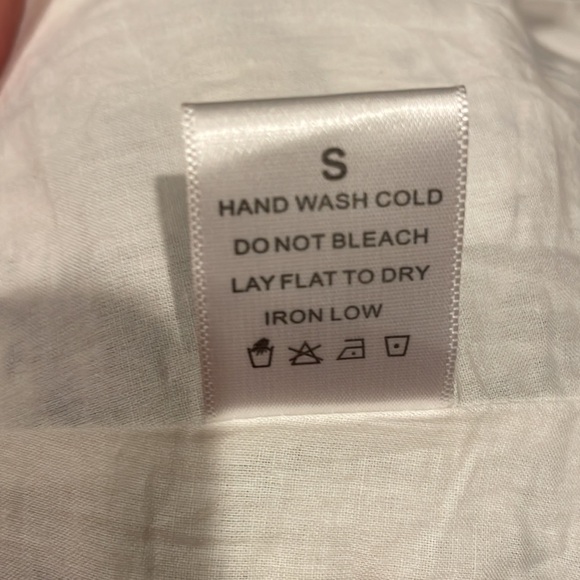 S
HAND WASH COLD
DO NOT BLEACH
LAY FLAT TO DRY
IRON LOW